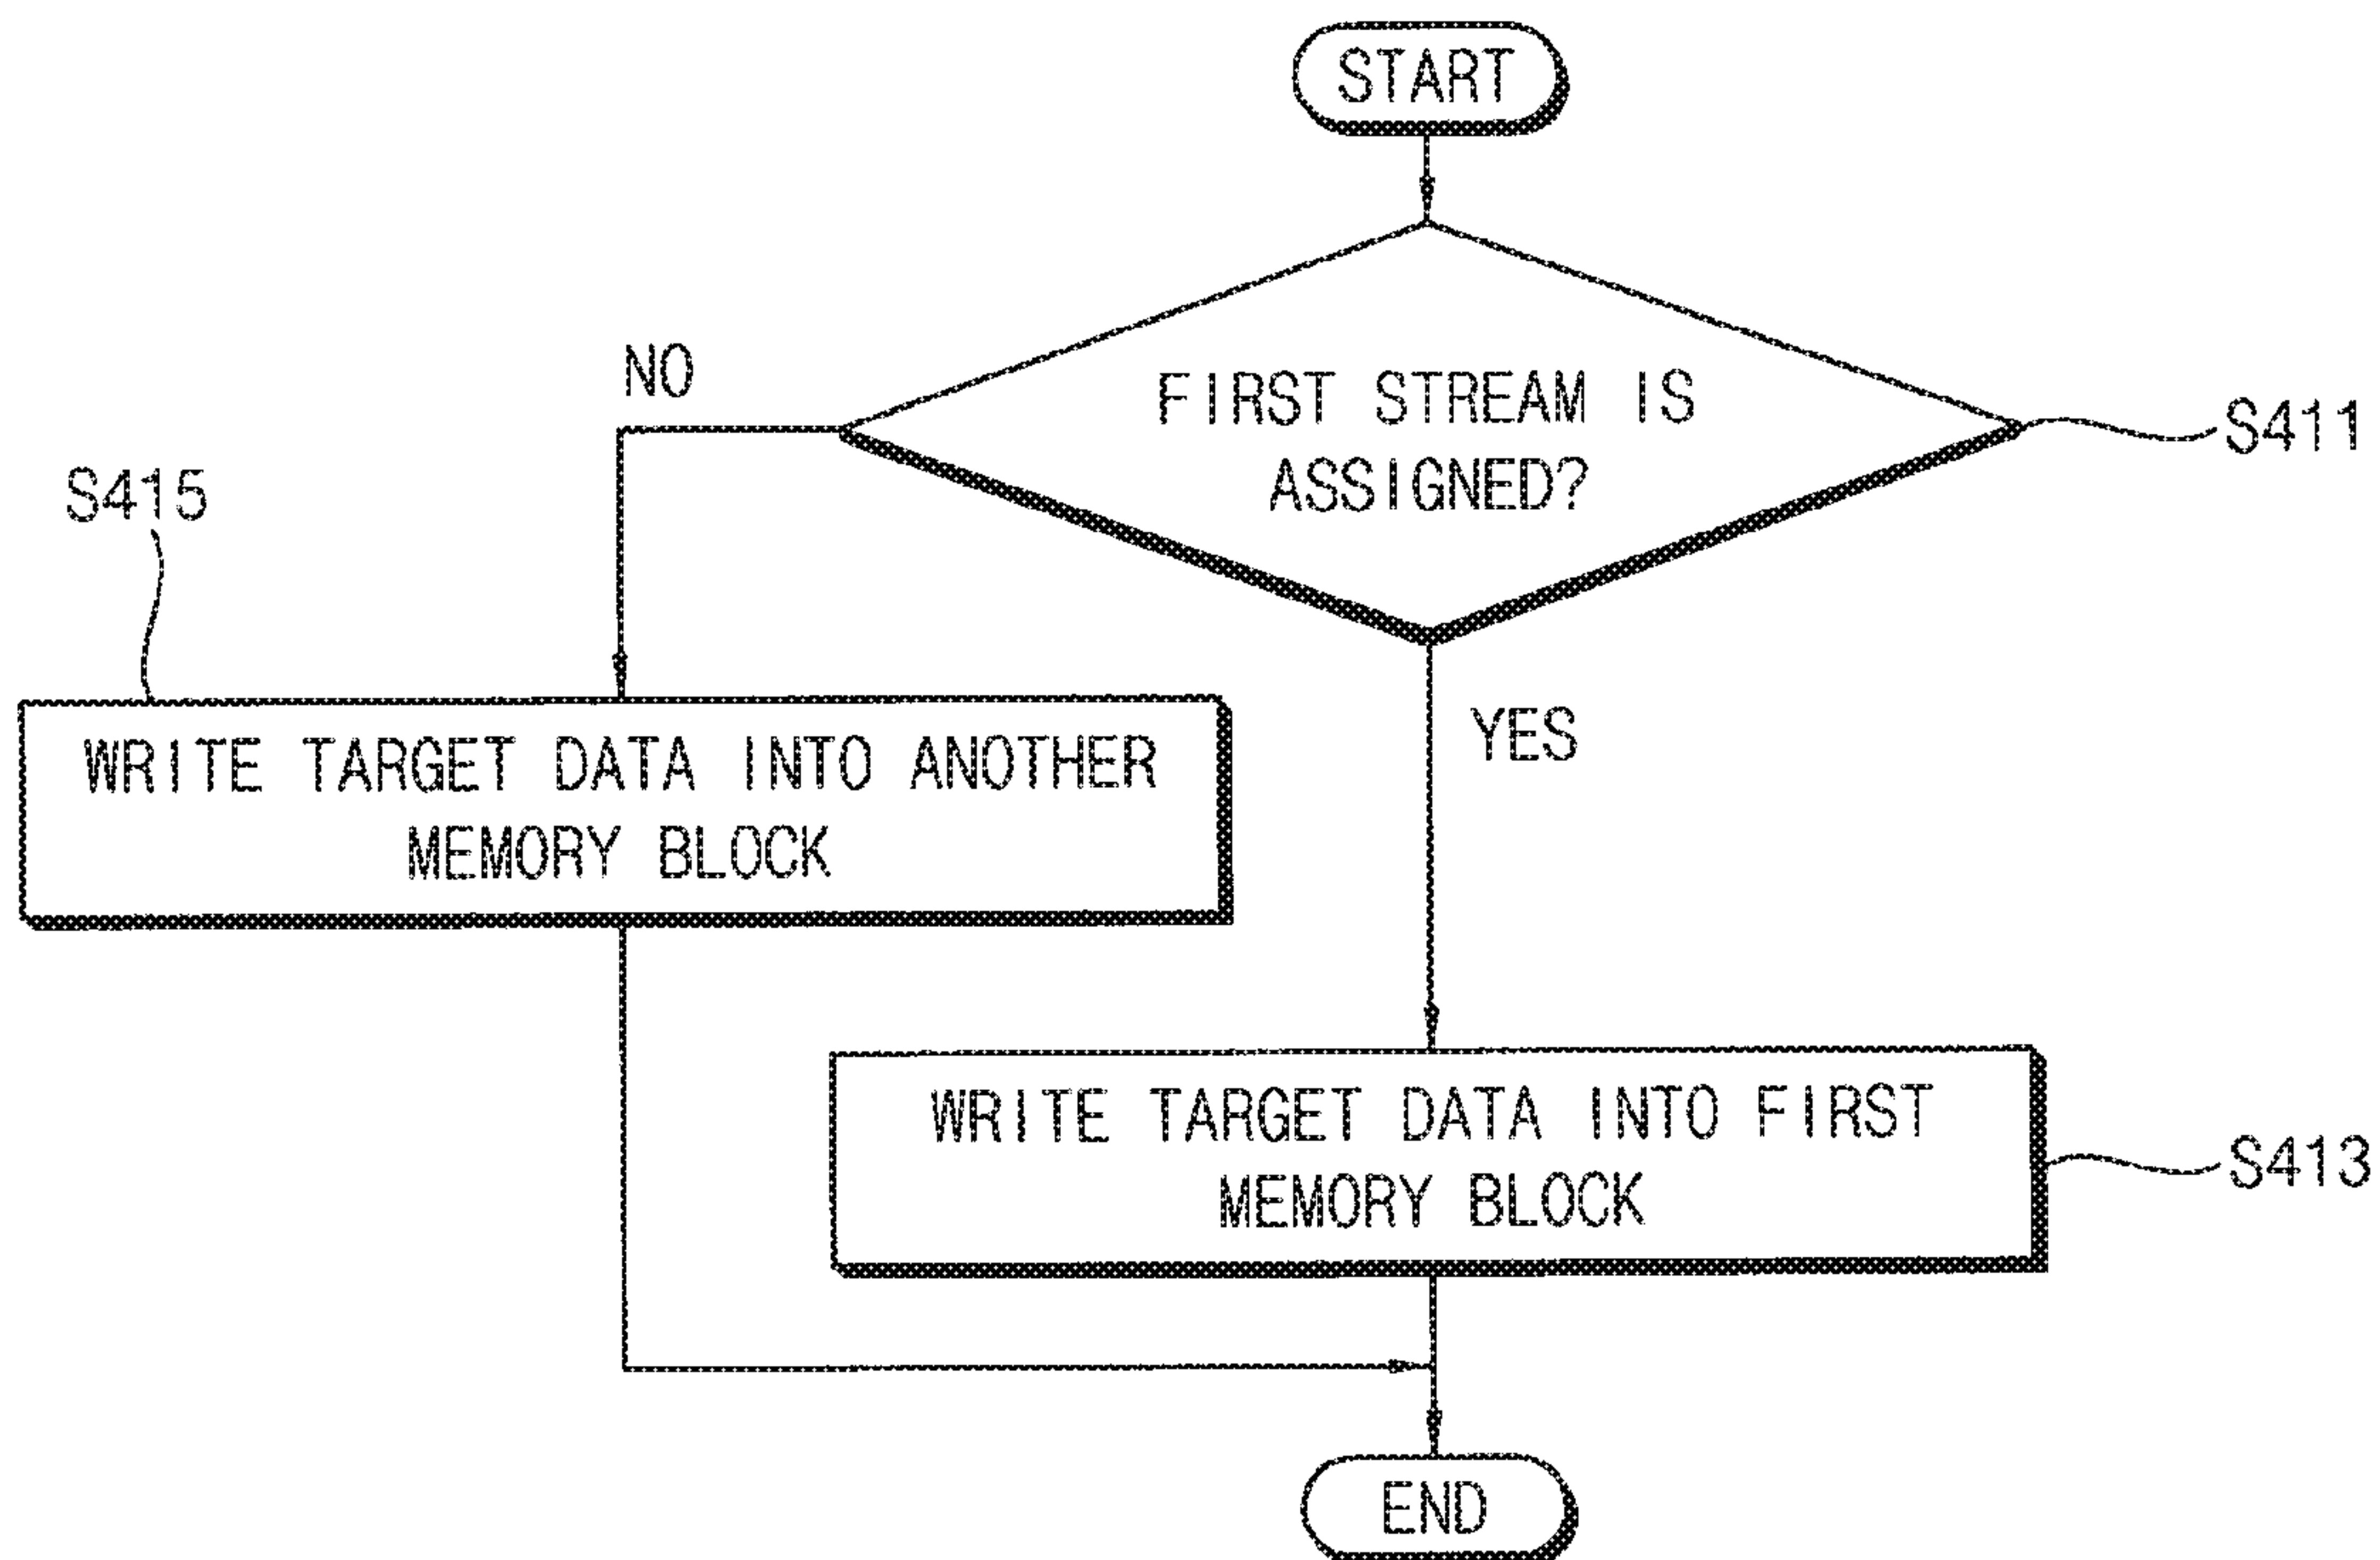 START
NO
FIRST STREAM IS
ASSIGNED?
S411
S415
YES
WRITE TARGET DATA INTO ANOTHER
MEMORY BLOCK
WRITE TARGET DATA INTO FIRST
MEMORY BLOCK
S413
END